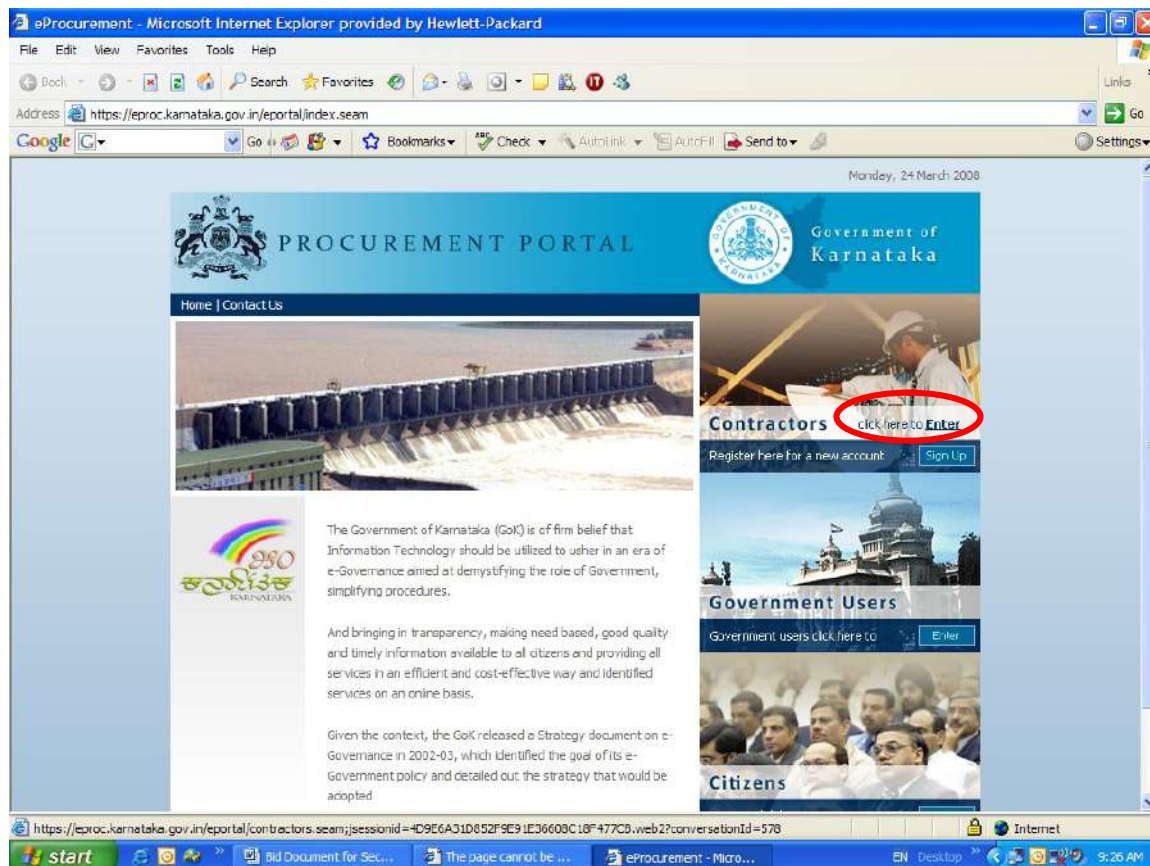 eProcurement - Microsoft Internet Explorer provided by Hewlett-Packard
File Edit View Favorites Tools Help
Back Search Favorites Links
Address https://eproc.karnataka.gov.in/eportal/index.seam Go
Google G Go Bookmarks Check AutoLink AutoFill Send to Settings
Monday, 24 March 2008
PROCUREMENT PORTAL
GOVERNMENT OF KARNATAKA
Government of
Karnataka
Home | Contact Us
Contractors click here to Enter
Register here for a new account Sign Up
ಕರ್ನಾಟಕ
KARNATAKA
The Government of Karnataka (GoK) is of firm belief that
Information Technology should be utilized to usher in an era of
e-Governance aimed at demystifying the role of Government,
simplifying procedures.
And bringing in transparency, making need based, good quality
and timely information available to all citizens and providing all
services in an efficient and cost-effective way and identified
services on an online basis.
Given the context, the GoK released a Strategy document on e-
Governance in 2002-03, which identified the goal of its e-
Government policy and detailed out the strategy that would be
adopted
Government Users
Government users click here to Enter
Citizens
https://eproc.karnataka.gov.in/eportal/contractors.seam;jsessionid=4D9E6A31D852F9E91E36608C18F477CB.web2?conversationId=578 Internet
start Bid Document for Sec... The page cannot be ... eProcurement - Micro... EN Desktop 9:26 AM